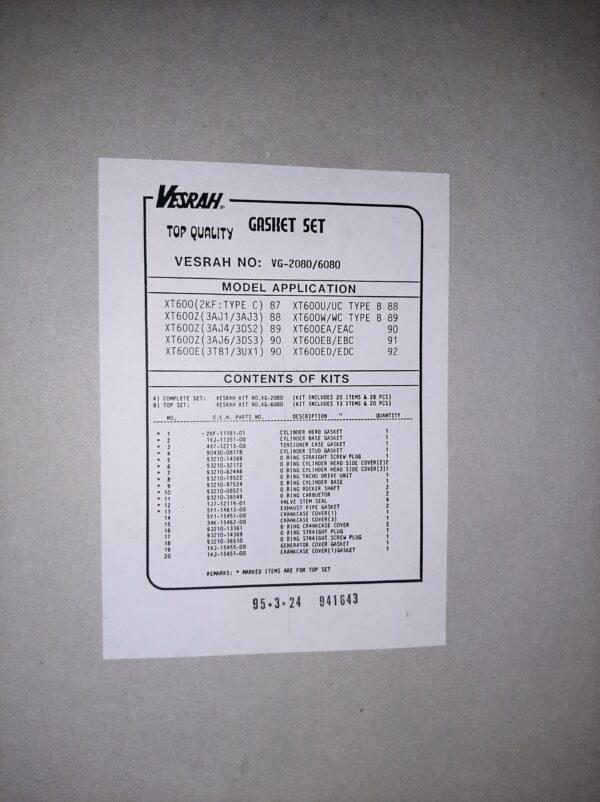 VESRAH
TOP QUALITY GASKET SET
VESRAH NO: VG-2080/6080
MODEL APPLICATION
XT600(2KF:TYPE C) 87 XT600U/UC TYPE B 88
XT600Z(3AJ1/3AJ3) 88 XT600W/WC TYPE B 89
XT600Z(3AJ4/3DS2) 89 XT600EA/EAC 90
XT600Z(3AJ6/3DS3) 90 XT600EB/EBC 91
XT600E(3TB1/3UX1) 90 XT600ED/EDC 92
CONTENTS OF KITS
A) COMPLETE SET: VESRAH KIT NO.VG-2080 (KIT INCLUDES 20 ITEMS & 28 PCS)
B) TOP SET: VESRAH KIT NO.VG-6080 (KIT INCLUDES 13 ITEMS & 20 PCS)
NO. O.E.M. PARTS NO. DESCRIPTION " QUANTITY
* 1 -2KF-11181-01 CYLINDER HEAD GASKET 1
* 2 1VJ-11351-00 CYLINDER BASE GASKET 1
* 3 4X7-12213-00 TENSIONER CASE GASKET 1
* 4 90430-08178 CYLINDER STUD GASKET 1
* 5 93210-14369 O RING STRAIGHT SCREW PLUG 1
* 6 93210-32172 O RING CYLINDER HEAD SIDE COVER(2)2
* 7 93210-62466 O RING CYLINDER HEAD SIDE COVER(3)1
* 8 93210-19522 O RING TACHO DRIVE UNIT 1
* 9 93210-97524 O RING CYLINDER BASE 1
* 10 93210-08521 O RING ROCKER SHAFT 2
* 11 93210-36549 O RING CARBUETOR 2
* 12 1J7-12119-01 VALVE STEM SEAL 4
* 13 5Y1-14613-00 EXHAUST PIPE GASKET 2
14 5Y1-15451-00 CRANKCASE COVER(1) 1
15 34K-15462-00 CRANKCASE COVER(3) 1
16 93210-13361 O RING CRANKCASE COVER 2
17 93210-14369 O RING STRAIGHT PLUG 1
18 93210-36510 O RING STRAIGHT SCREW PLUG 1
19 1VJ-15455-00 GENERATOR COVER GASKET 1
20 1VJ-15451-00 CRANKCASE COVER(1)GASKET 1
REMARKS: * MARKED ITEMS ARE FOR TOP SET
95.3.24 941643